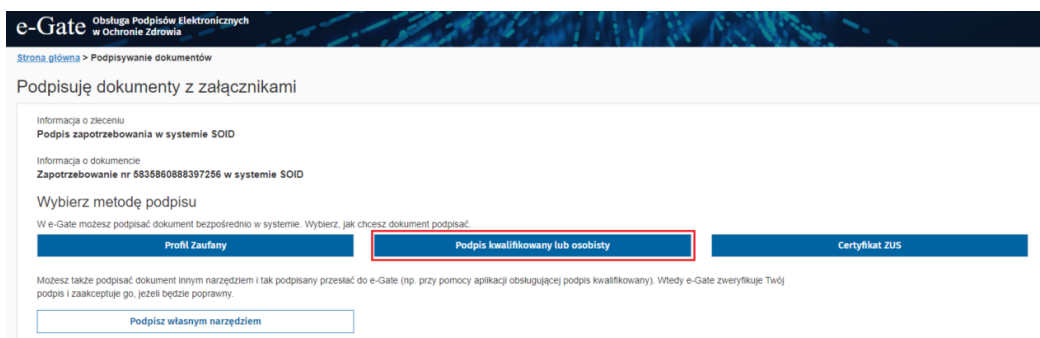 e-Gate Obsługa Podpisów Elektronicznych
w Ochronie Zdrowia
Strona główna > Podpisywanie dokumentów
Podpisuję dokumenty z załącznikami
Informacja o zleceniu
Podpis zapotrzebowania w systemie SOID
Informacja o dokumencie
Zapotrzebowanie nr 5835860888397256 w systemie SOID
Wybierz metodę podpisu
W e-Gate możesz podpisać dokument bezpośrednio w systemie. Wybierz, jak chcesz dokument podpisać.
Profil Zaufany Podpis kwalifikowany lub osobisty Certyfikat ZUS
Możesz także podpisać dokument innym narzędziem i tak podpisany przesłać do e-Gate (np. przy pomocy aplikacji obsługującej podpis kwalifikowany). Wtedy e-Gate zweryfikuje Twój
podpis i zaakceptuje go, jeżeli będzie poprawny.
Podpisz własnym narzędziem